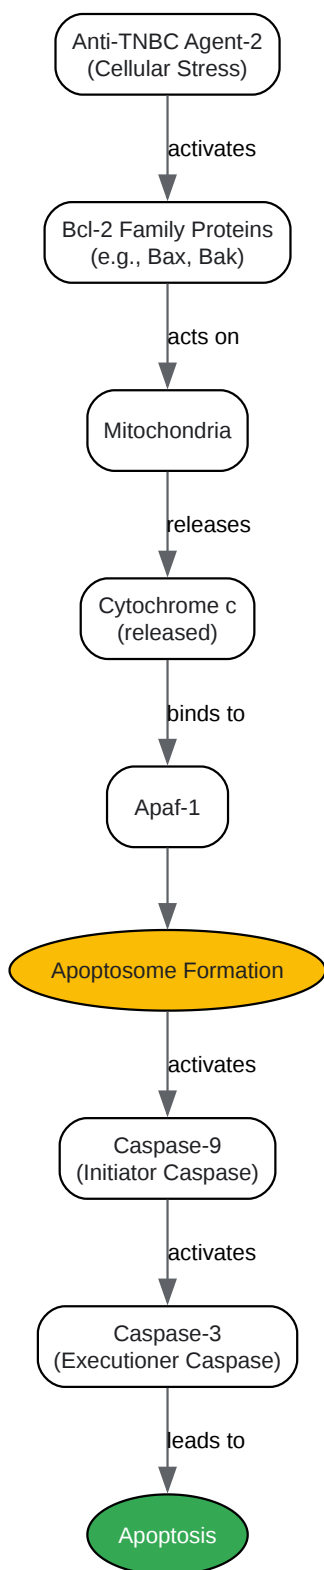 Anti-TNBC Agent-2
(Cellular Stress)
activates
Bcl-2 Family Proteins
(e.g., Bax, Bak)
acts on
Mitochondria
releases
Cytochrome c
(released)
binds to
Apaf-1
Apoptosome Formation
activates
Caspase-9
(Initiator Caspase)
activates
Caspase-3
(Executioner Caspase)
leads to
Apoptosis